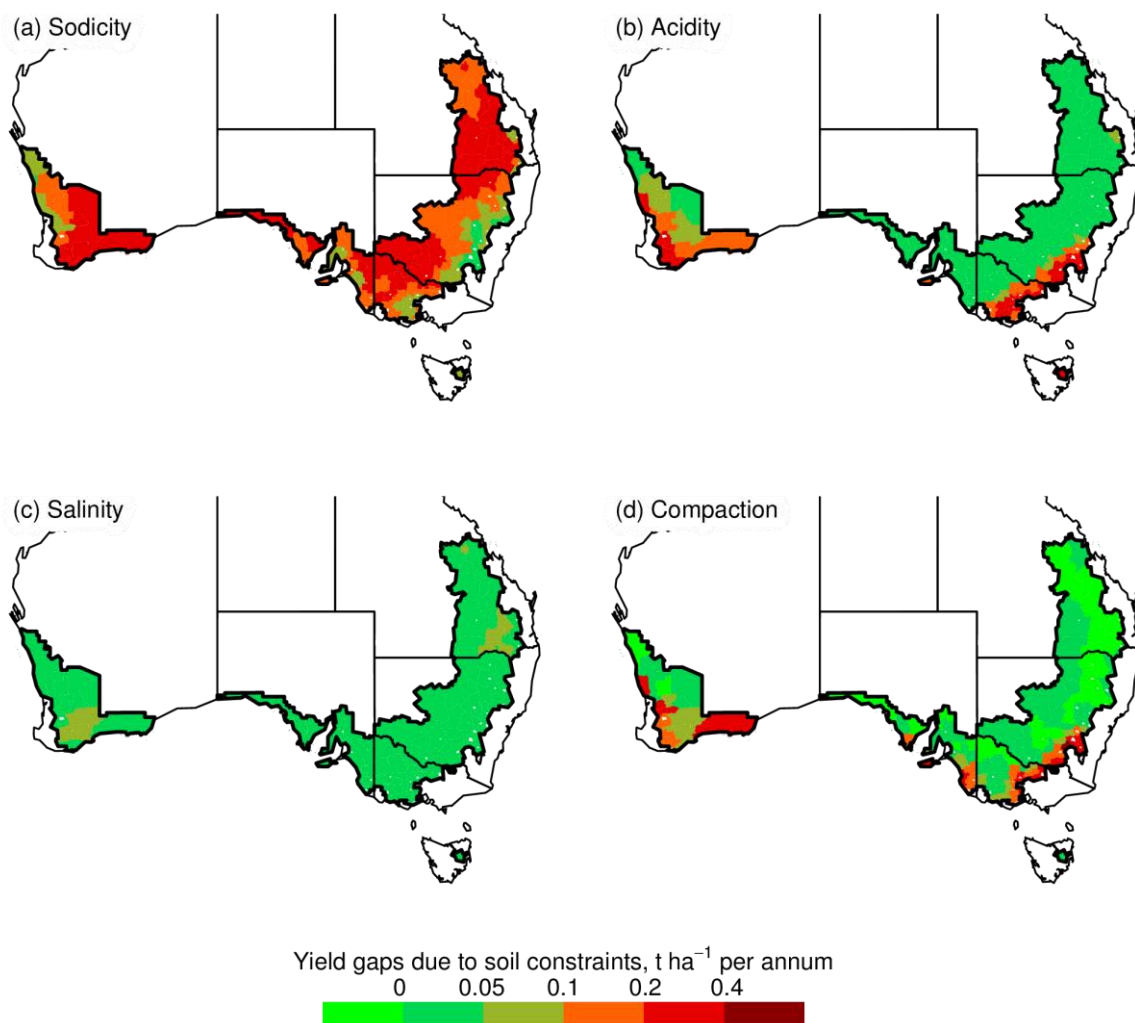 (a) Sodicity
(b) Acidity
(c) Salinity
(d) Compaction
Yield gaps due to soil constraints, t ha⁻¹ per annum
0 0.05 0.1 0.2 0.4